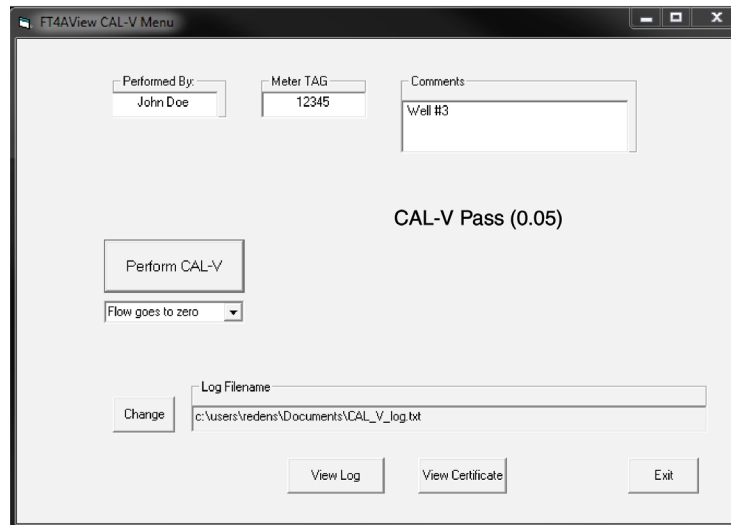 FT4AView CAL-V Menu
Performed By: Meter TAG Comments
John Doe 12345 Well #3
CAL-V Pass (0.05)
Perform CAL-V
Flow goes to zero
Log Filename
Change c:\users\redens\Documents\CAL_V_log.txt
View Log View Certificate Exit